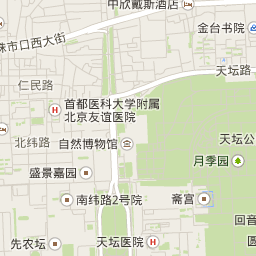 中欣戴斯酒店
金台书院
珠市口西大街
天坛路
仁民路
首都医科大学附属
北京友谊医院
北纬路
自然博物馆
天坛公
月季园
盛景嘉园
斋宫
南纬路2号院
回音
先农坛
天坛医院
圆